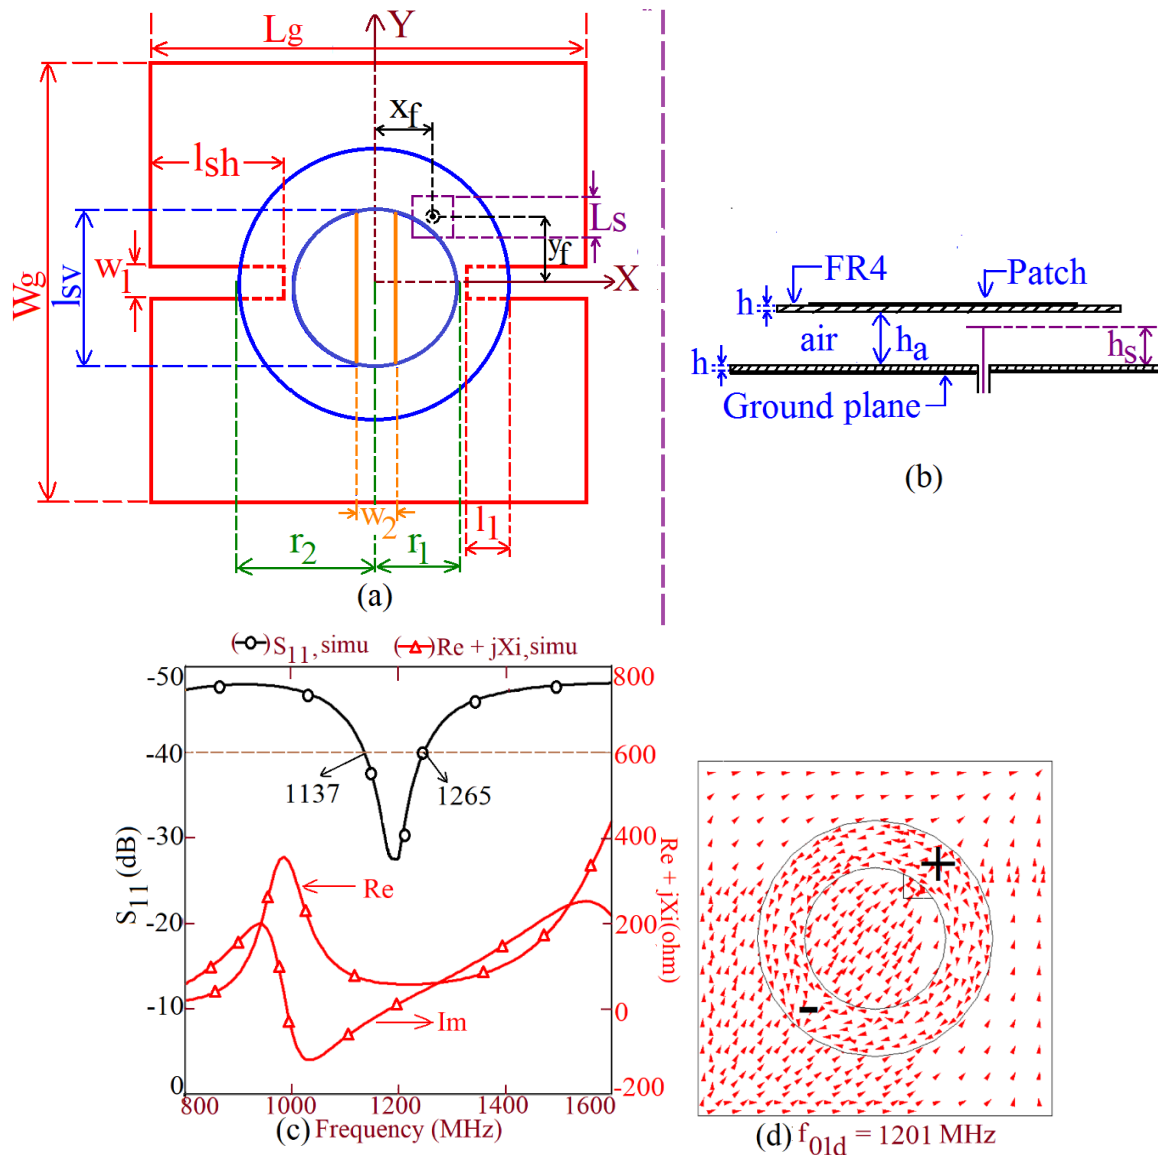 Lg
Y
xf
lsh
Ls
yf
Wg
w1
lsv
X
w2
l1
r2
r1
(a)
FR4
Patch
h
air
ha
hs
h
Ground plane
(b)
(-o-)S11, simu (-△-)Re + jXi,simu
-50
-40
-30
-20
-10
0
S11 (dB)
800
600
400
200
0
-200
Re + jXi(ohm)
1137
1265
Re
Im
800 1000 1200 1400 1600
(c) Frequency (MHz)
+
-
(d) f01d = 1201 MHz